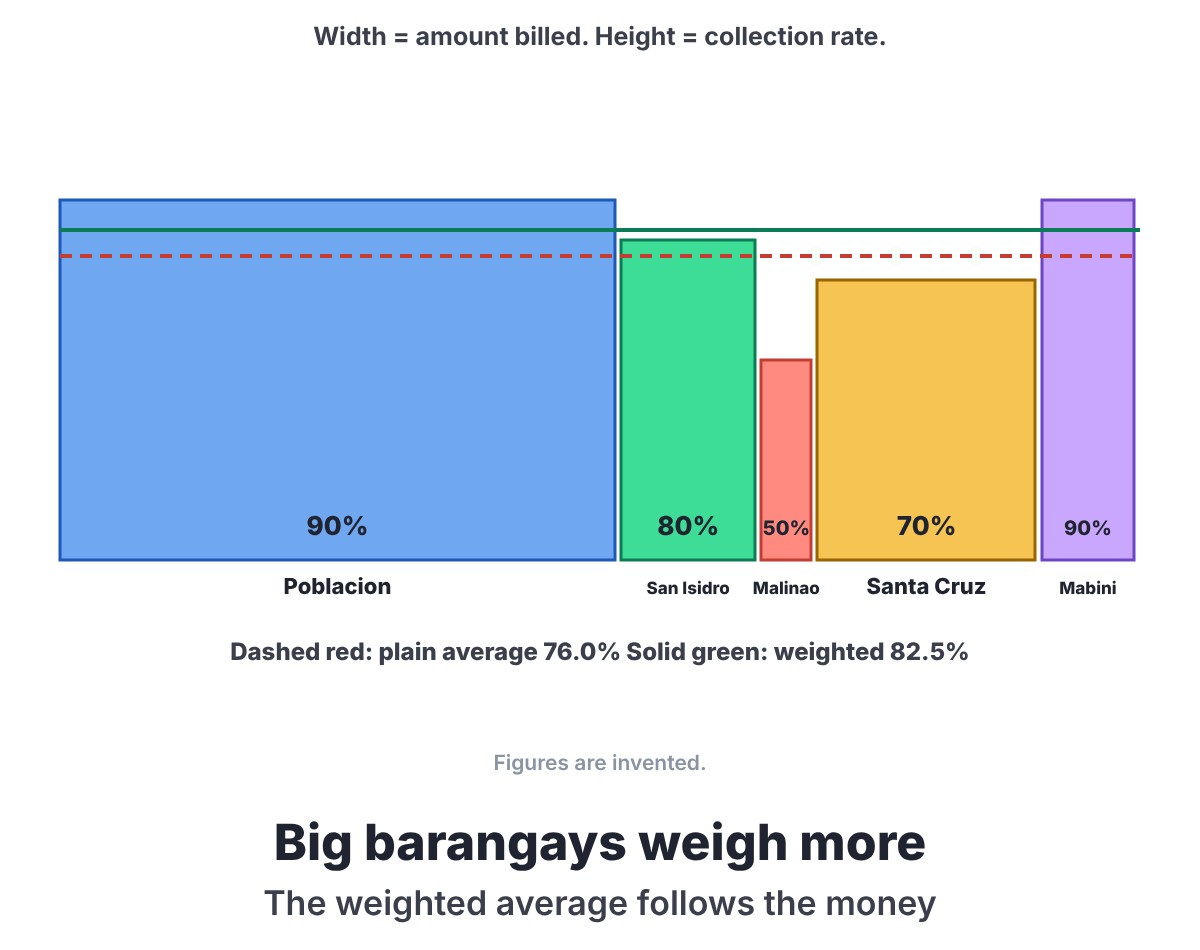 Width = amount billed. Height = collection rate.
90% 80% 50% 70% 90%
Poblacion San Isidro Malinao Santa Cruz Mabini
Dashed red: plain average 76.0% Solid green: weighted 82.5%
Figures are invented.
Big barangays weigh more
The weighted average follows the money